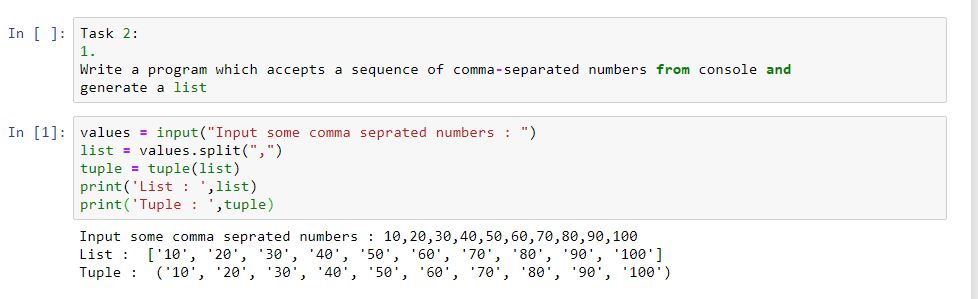 In [ ]: Task 2:
1.
Write a program which accepts a sequence of comma-separated numbers from console and
generate a list
In [1]: values = input("Input some comma seprated numbers : ")
list = values.split(",")
tuple = tuple(list)
print('List : ',list)
print('Tuple : ',tuple)
Input some comma seprated numbers : 10,20,30,40,50,60,70,80,90,100
List :  ['10', '20', '30', '40', '50', '60', '70', '80', '90', '100']
Tuple :  ('10', '20', '30', '40', '50', '60', '70', '80', '90', '100')